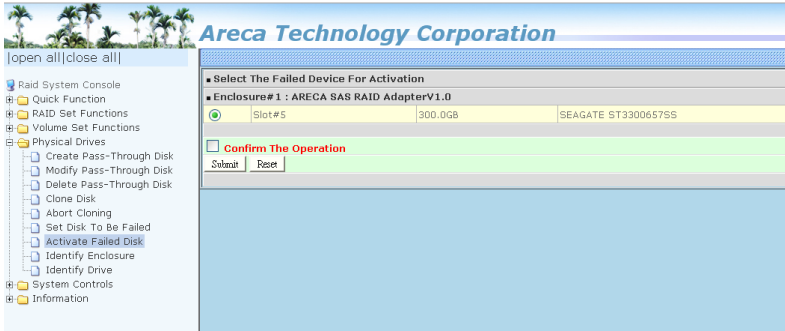 Areca Technology Corporation
|open all|close all|
Raid System Console
Quick Function
RAID Set Functions
Volume Set Functions
Physical Drives
Create Pass-Through Disk
Modify Pass-Through Disk
Delete Pass-Through Disk
Clone Disk
Abort Cloning
Set Disk To Be Failed
Activate Failed Disk
Identify Enclosure
Identify Drive
System Controls
Information
Select The Failed Device For Activation
Enclosure#1 : ARECA SAS RAID AdapterV1.0
Slot#5 300.0GB SEAGATE ST3300657SS
Confirm The Operation
Submit Reset